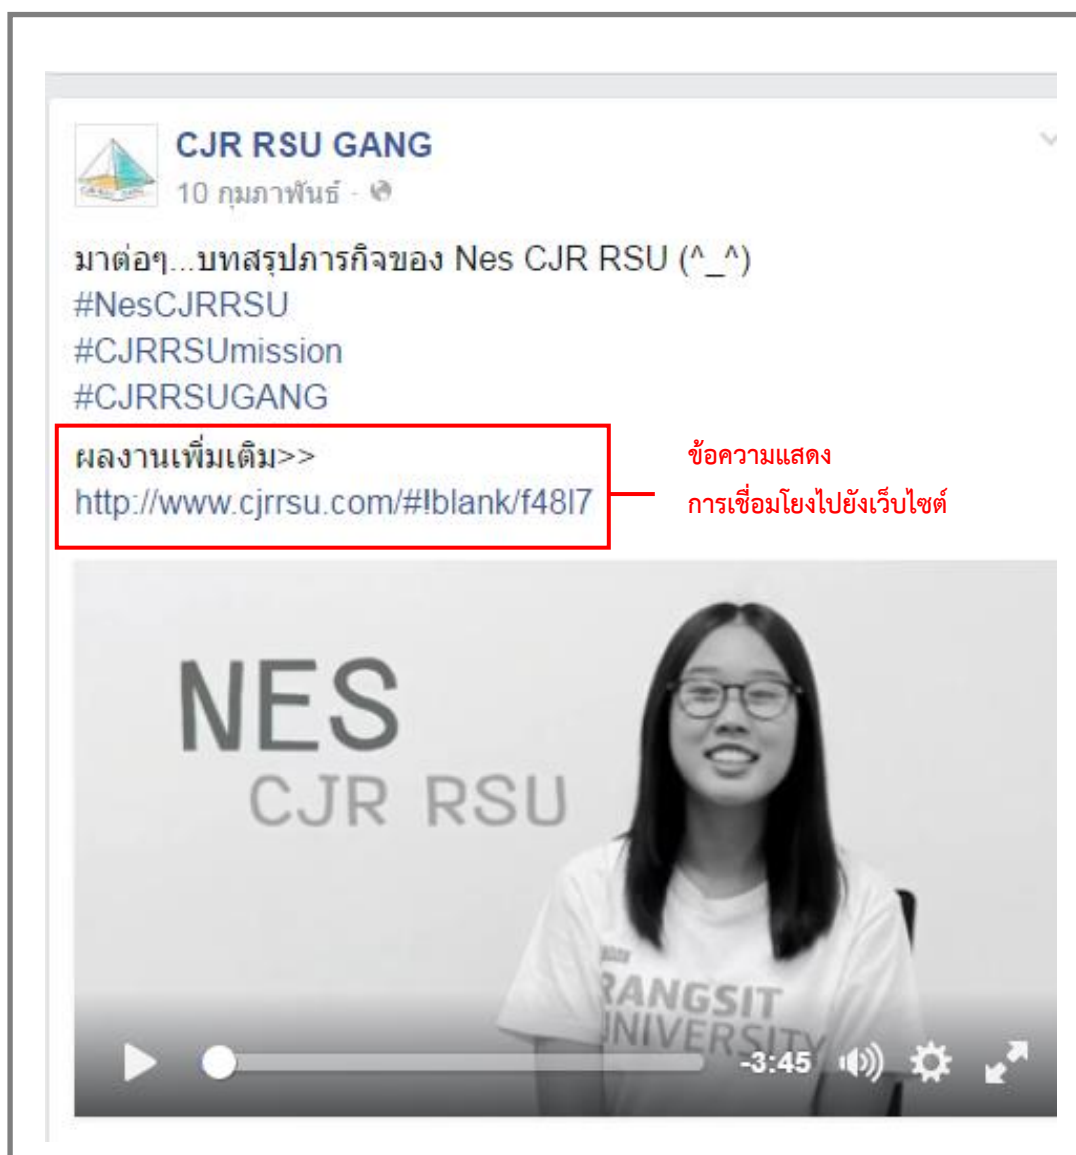 CJR RSU GANG
10 กุมภาพันธ์ ·
มาต่อๆ...บทสรุปภารกิจของ Nes CJR RSU (^_^)
#NesCJRRSU
#CJRRSUmission
#CJRRSUGANG
ผลงานเพิ่มเติม>>
http://www.cjrrsu.com/#!blank/f48l7
ข้อความแสดง
การเชื่อมโยงไปยังเว็บไซต์
NES
CJR RSU
RANGSIT
UNIVERSITY
-3:45